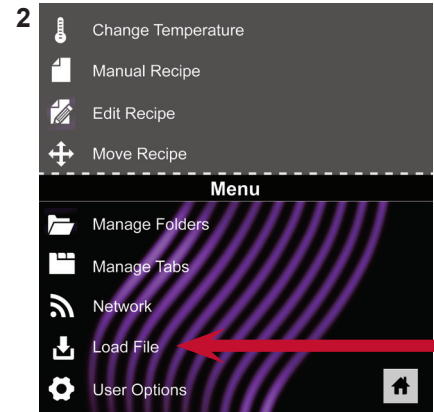 2
Change Temperature
Manual Recipe
Edit Recipe
Move Recipe
Menu
Manage Folders
Manage Tabs
Network
Load File
User Options